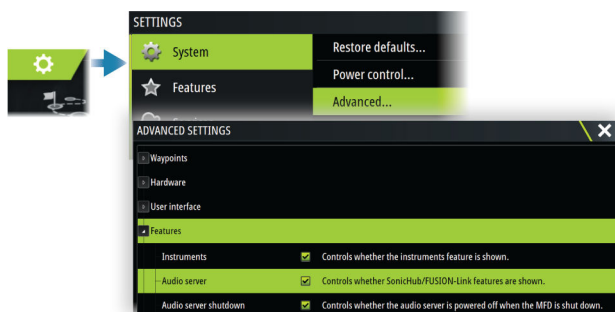 SETTINGS
System
Restore defaults...
Features
Power control...
Advanced...
ADVANCED SETTINGS
Waypoints
Hardware
User interface
Features
Instruments Controls whether the instruments feature is shown.
Audio server Controls whether SonicHub/FUSION-Link features are shown.
Audio server shutdown Controls whether the audio server is powered off when the MFD is shut down.